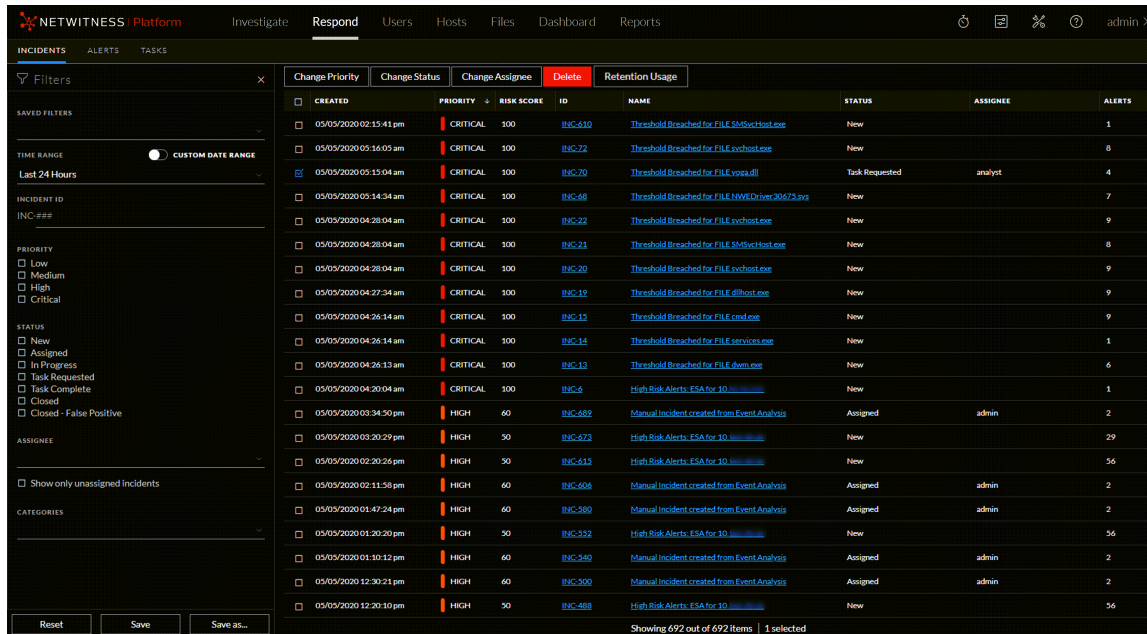 NETWITNESS Platform Investigate Respond Users Hosts Files Dashboard Reports admin
INCIDENTS ALERTS TASKS
Filters
SAVED FILTERS
TIME RANGE CUSTOM DATE RANGE
Last 24 Hours
INCIDENT ID
INC-###
PRIORITY
Low
Medium
High
Critical
STATUS
New
Assigned
In Progress
Task Requested
Task Complete
Closed
Closed - False Positive
ASSIGNEE
Show only unassigned incidents
CATEGORIES
Reset Save Save as...
Change Priority Change Status Change Assignee Delete Retention Usage
CREATED PRIORITY RISK SCORE ID NAME STATUS ASSIGNEE ALERTS
05/05/2020 02:15:41 pm CRITICAL 100 INC-610 Threshold Breached for FILE SMSvcHost.exe New 1
05/05/2020 05:16:05 am CRITICAL 100 INC-72 Threshold Breached for FILE svchost.exe New 8
05/05/2020 05:15:04 am CRITICAL 100 INC-70 Threshold Breached for FILE yoga.dll Task Requested analyst 4
05/05/2020 05:14:34 am CRITICAL 100 INC-68 Threshold Breached for FILE NWEDriver30675.sys New 7
05/05/2020 04:28:04 am CRITICAL 100 INC-22 Threshold Breached for FILE svchost.exe New 9
05/05/2020 04:28:04 am CRITICAL 100 INC-21 Threshold Breached for FILE SMSvcHost.exe New 8
05/05/2020 04:28:04 am CRITICAL 100 INC-20 Threshold Breached for FILE svchost.exe New 9
05/05/2020 04:27:34 am CRITICAL 100 INC-19 Threshold Breached for FILE dllhost.exe New 9
05/05/2020 04:26:14 am CRITICAL 100 INC-15 Threshold Breached for FILE cmd.exe New 9
05/05/2020 04:26:14 am CRITICAL 100 INC-14 Threshold Breached for FILE services.exe New 1
05/05/2020 04:26:13 am CRITICAL 100 INC-13 Threshold Breached for FILE dwm.exe New 6
05/05/2020 04:20:04 am CRITICAL 100 INC-6 High Risk Alerts: ESA for 10. New 1
05/05/2020 03:34:50 pm HIGH 60 INC-689 Manual Incident created from Event Analysis Assigned admin 2
05/05/2020 03:20:29 pm HIGH 50 INC-673 High Risk Alerts: ESA for 10. New 29
05/05/2020 02:20:26 pm HIGH 50 INC-615 High Risk Alerts: ESA for 10. New 56
05/05/2020 02:11:58 pm HIGH 60 INC-606 Manual Incident created from Event Analysis Assigned admin 2
05/05/2020 01:47:24 pm HIGH 60 INC-580 Manual Incident created from Event Analysis Assigned admin 2
05/05/2020 01:20:20 pm HIGH 50 INC-552 High Risk Alerts: ESA for 10. New 56
05/05/2020 01:10:12 pm HIGH 60 INC-540 Manual Incident created from Event Analysis Assigned admin 2
05/05/2020 12:30:21 pm HIGH 60 INC-500 Manual Incident created from Event Analysis Assigned admin 2
05/05/2020 12:20:10 pm HIGH 50 INC-488 High Risk Alerts: ESA for 10. New 56
Showing 692 out of 692 items | 1 selected